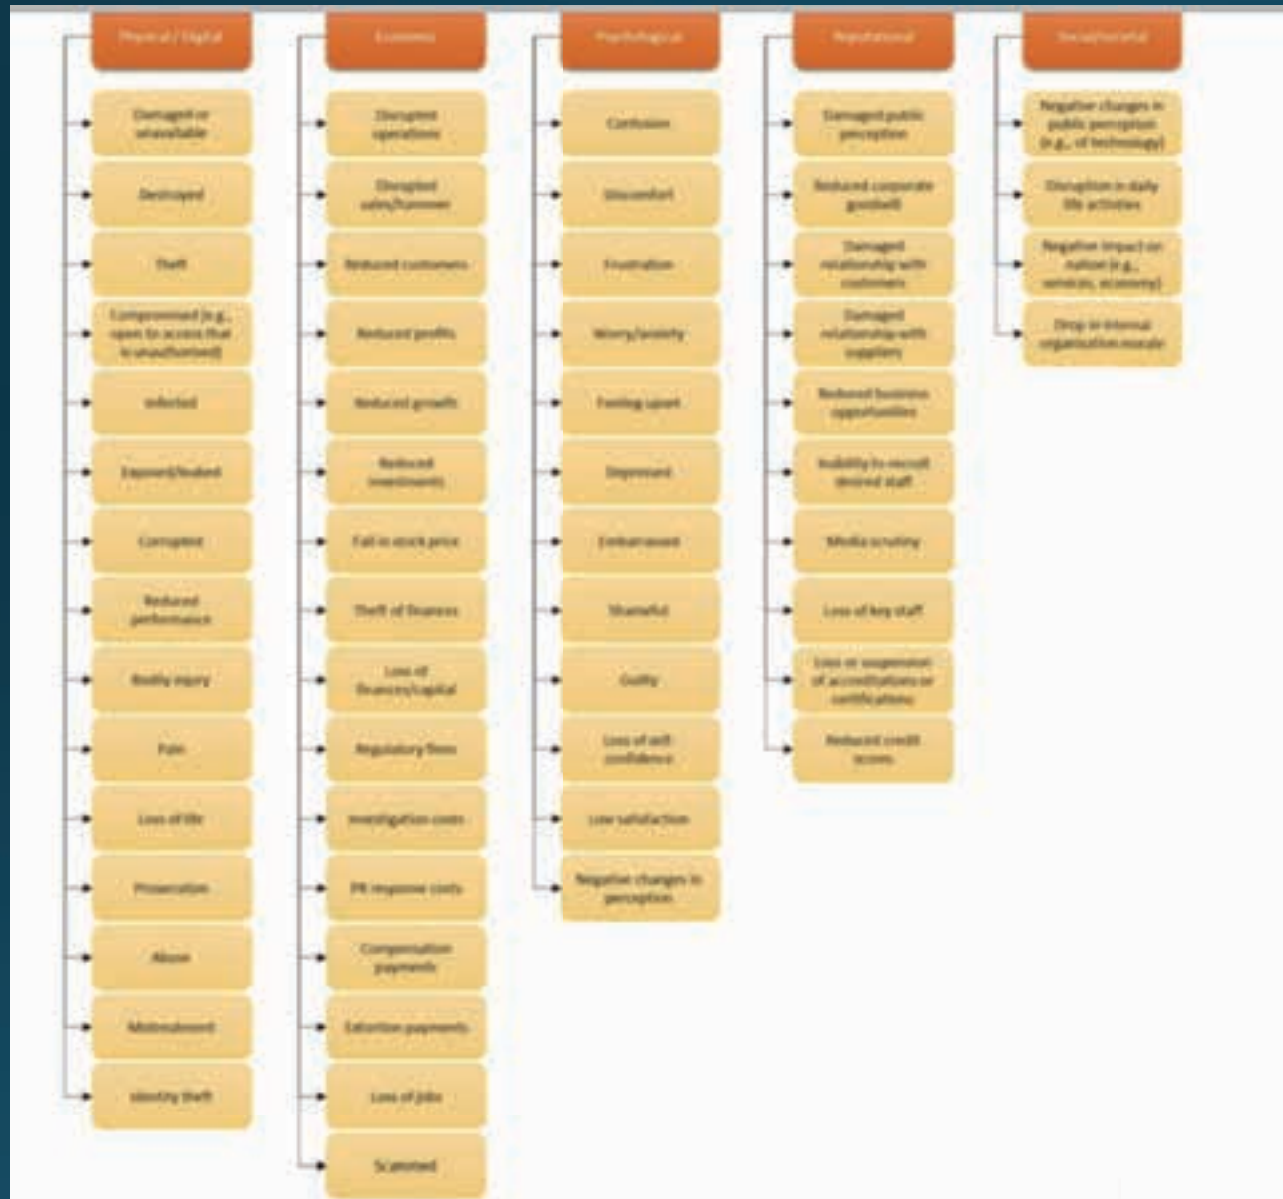 Physical / Digital
Damaged or
unavailable
Destroyed
Theft
Compromised (e.g.,
open to access that
is unauthorised)
Infected
Exposed/leaked
Corrupted
Reduced
performance
Bodily injury
Pain
Loss of life
Prosecution
Abuse
Mistreatment
Identity theft
Economic
Disrupted
operations
Disrupted
sales/turnover
Reduced customers
Reduced profits
Reduced growth
Reduced
investments
Fall in stock price
Theft of finances
Loss of
finances/capital
Regulatory fines
Investigation costs
PR response costs
Compensation
payments
Extortion payments
Loss of jobs
Scammed
Psychological
Confusion
Discomfort
Frustration
Worry/anxiety
Feeling upset
Depressed
Embarrassed
Shameful
Guilty
Loss of self-
confidence
Low satisfaction
Negative changes in
perception
Reputational
Damaged public
perception
Reduced corporate
goodwill
Damaged
relationship with
customers
Damaged
relationship with
suppliers
Reduced business
opportunities
Inability to recruit
desired staff
Media scrutiny
Loss of key staff
Loss or suspension
of accreditations or
certifications
Reduced credit
scores
Social/societal
Negative changes in
public perception
(e.g., of technology)
Disruption in daily
life activities
Negative impact on
nation (e.g.,
services, economy)
Drop in internal
organisation morale